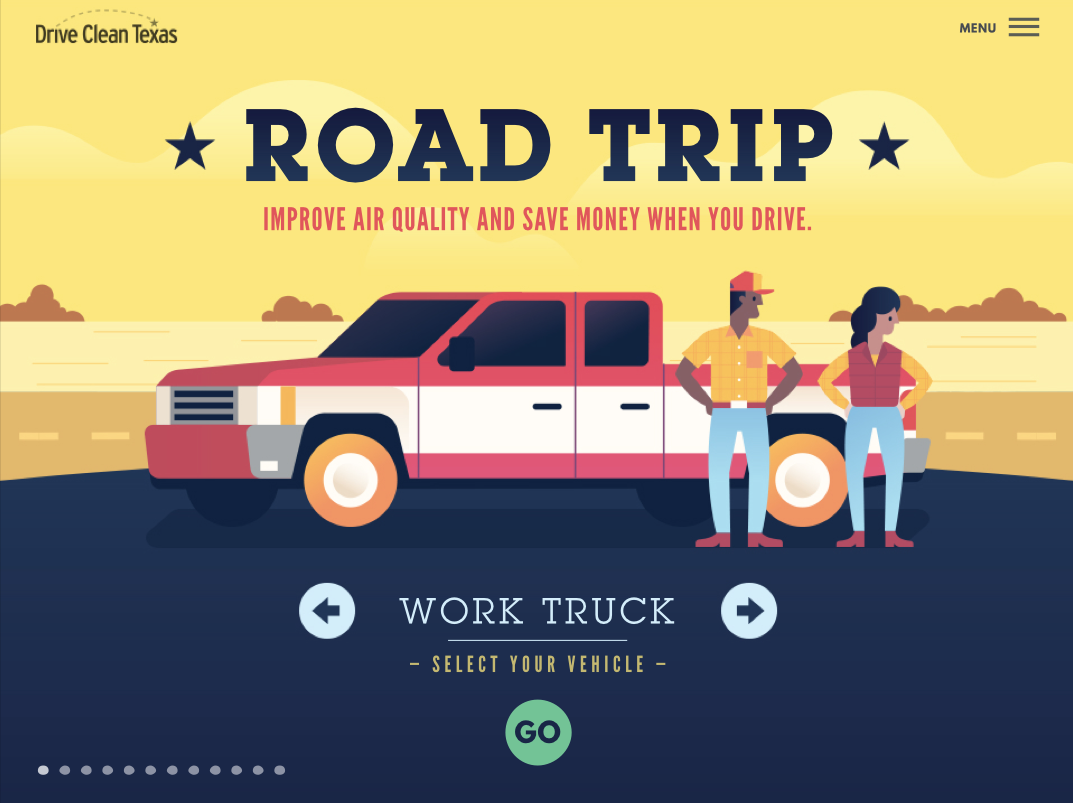 Drive Clean Texas
MENU
ROAD TRIP
IMPROVE AIR QUALITY AND SAVE MONEY WHEN YOU DRIVE.
WORK TRUCK
– SELECT YOUR VEHICLE –
GO